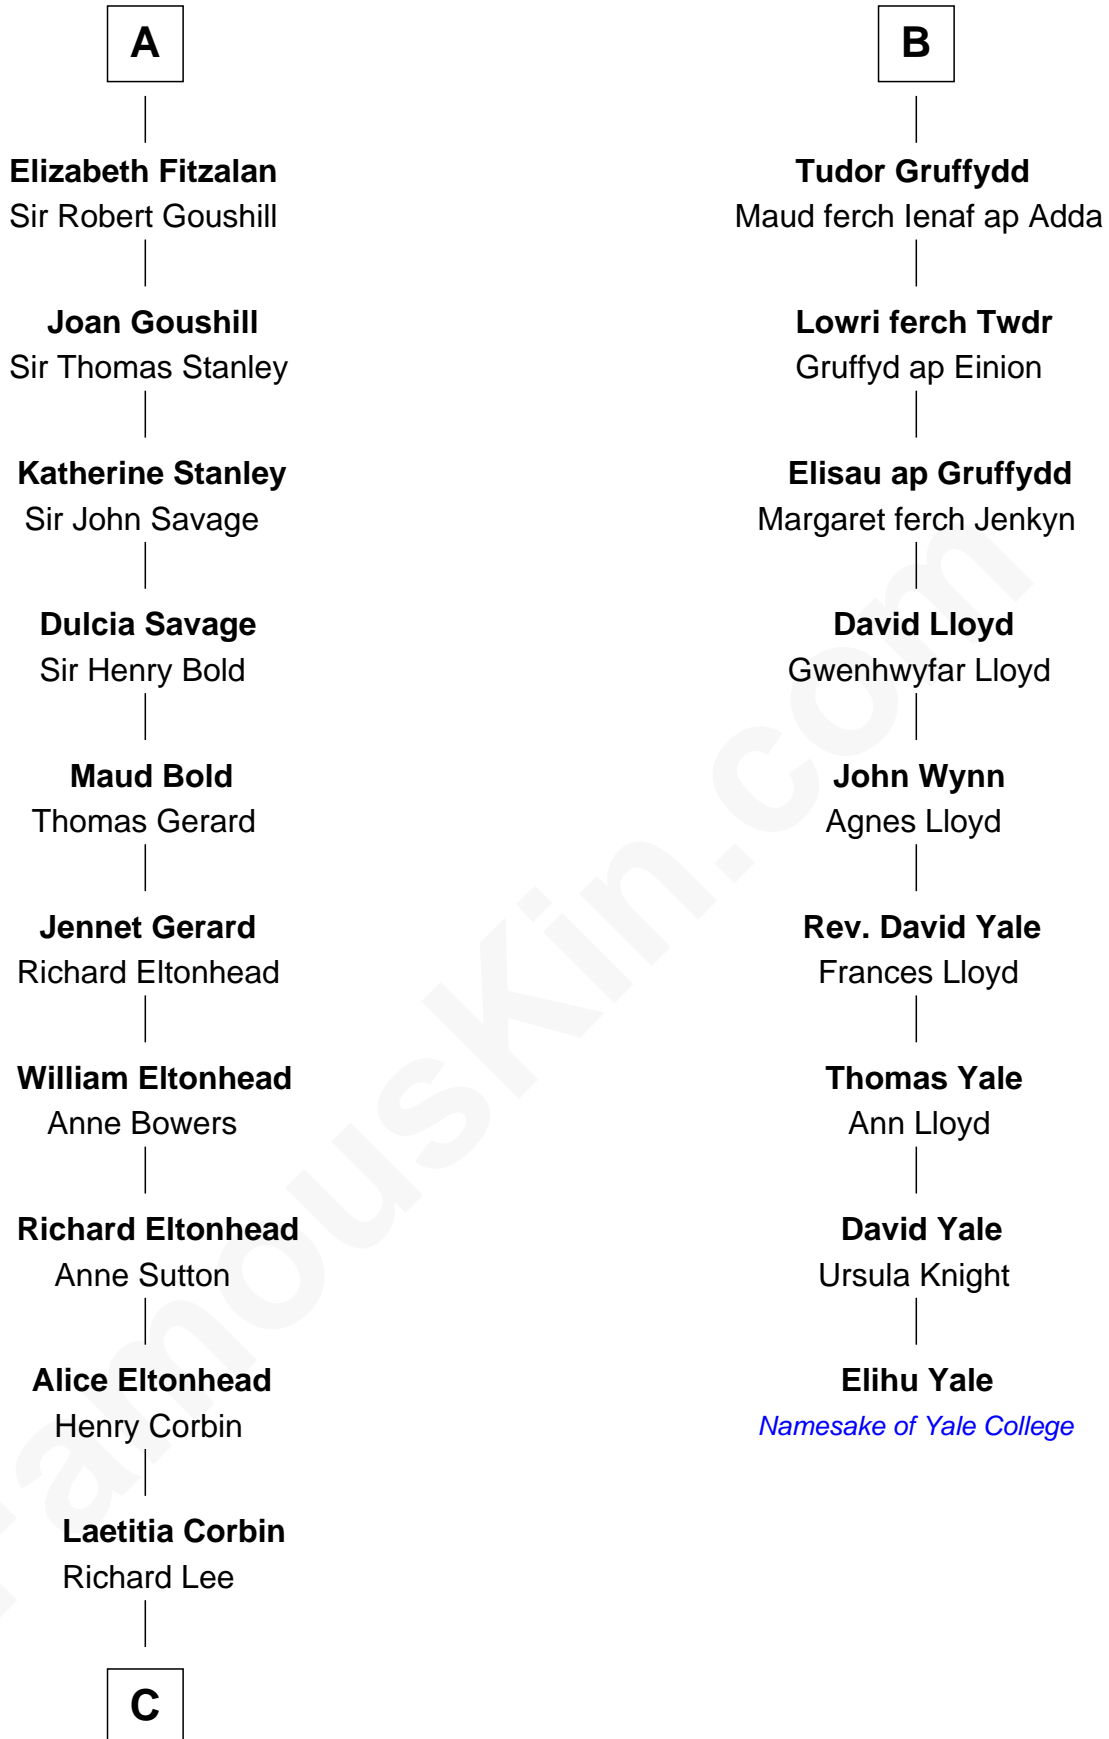 A
Elizabeth Fitzalan
Sir Robert Goushill
Joan Goushill
Sir Thomas Stanley
Katherine Stanley
Sir John Savage
Dulcia Savage
Sir Henry Bold
Maud Bold
Thomas Gerard
Jennet Gerard
Richard Eltonhead
William Eltonhead
Anne Bowers
Richard Eltonhead
Anne Sutton
Alice Eltonhead
Henry Corbin
Laetitia Corbin
Richard Lee
C
B
Tudor Gruffydd
Maud ferch Ienaf ap Adda
Lowri ferch Twdr
Gruffyd ap Einion
Elisau ap Gruffydd
Margaret ferch Jenkyn
David Lloyd
Gwenhwyfar Lloyd
John Wynn
Agnes Lloyd
Rev. David Yale
Frances Lloyd
Thomas Yale
Ann Lloyd
David Yale
Ursula Knight
Elihu Yale
Namesake of Yale College
FamousKin.com